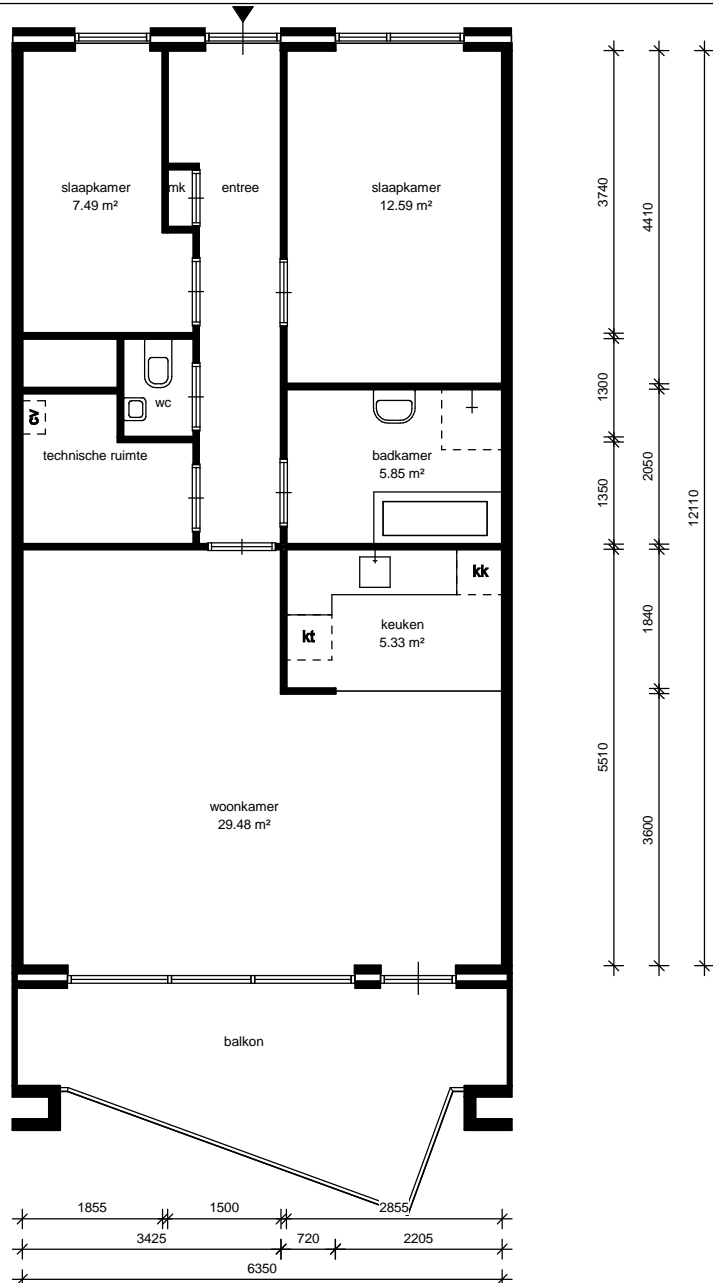 slaapkamer
7.49 m²
mk
entree
slaapkamer
12.59 m²
3740
4410
wc
cv
technische ruimte
badkamer
5.85 m²
1300
1350
2050
12110
kk
kt
keuken
5.33 m²
1840
5510
woonkamer
29.48 m²
3600
balkon
1855
1500
2855
3425
720
2205
6350